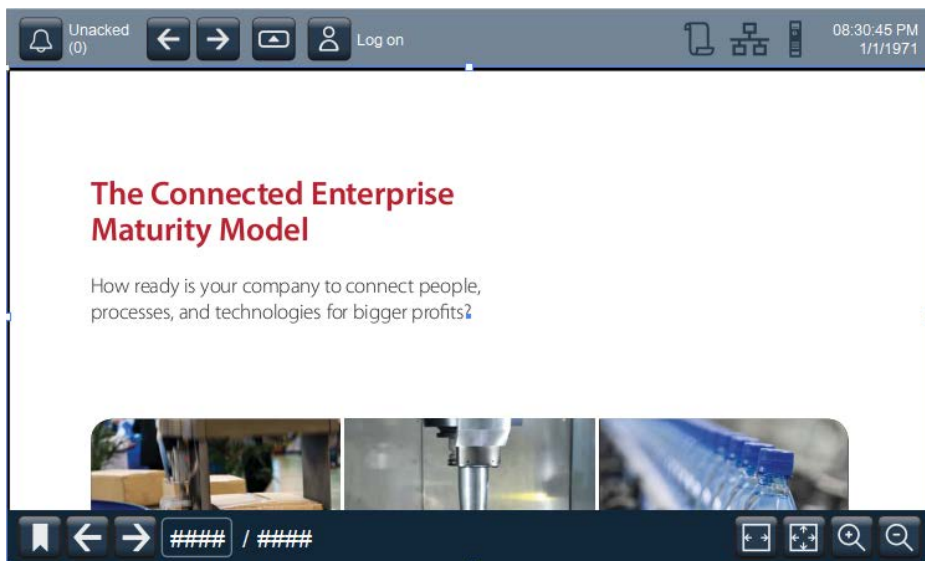 Unacked
(0)
Log on
08:30:45 PM
1/1/1971
The Connected Enterprise
Maturity Model
How ready is your company to connect people,
processes, and technologies for bigger profits?
#### / ####